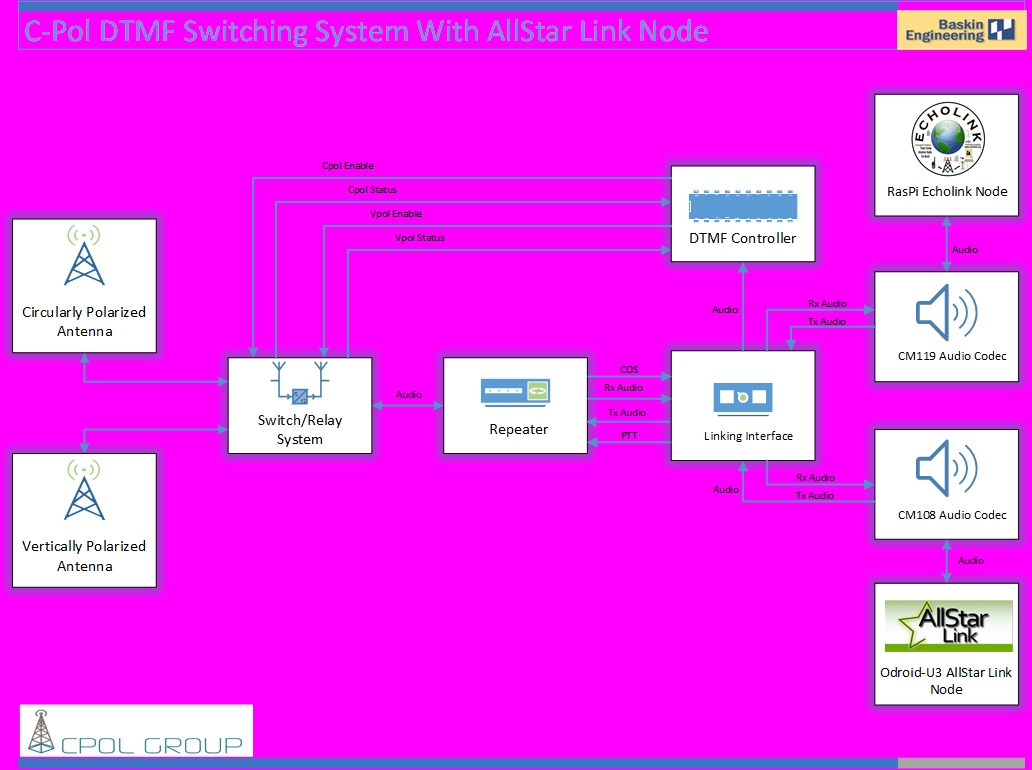 C-Pol DTMF Switching System With AllStar Link Node
Baskin
Engineering
ECHOLINK
RasPi Echolink Node
Cpol Enable
Cpol Status
Vpol Enable
Vpol Status
DTMF Controller
Audio
Circularly Polarized
Antenna
Audio
Rx Audio
Tx Audio
CM119 Audio Codec
Switch/Relay
System
Audio
Repeater
COS
Rx Audio
Tx Audio
PTT
Linking Interface
Vertically Polarized
Antenna
Audio
Rx Audio
Tx Audio
CM108 Audio Codec
Audio
AllStar
Link
Odroid-U3 AllStar Link
Node
CPOL GROUP